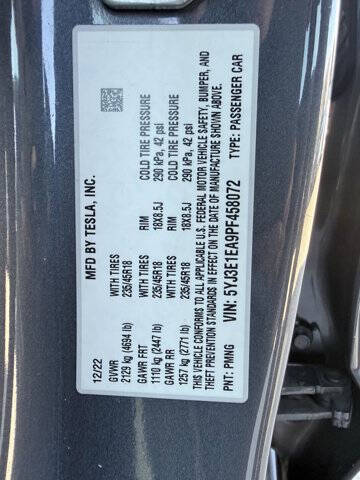 MFD BY TESLA, INC.
12/22
GVWR WITH TIRES RIM COLD TIRE PRESSURE
2129 kg (4694 lb) 235/45R18 18X8.5J 290 kPa, 42 psi
GAWR FRT WITH TIRES RIM COLD TIRE PRESSURE
1110 kg (2447 lb) 235/45R18 18X8.5J 290 kPa, 42 psi
GAWR RR WITH TIRES
1257 kg (2771 lb) 235/45R18 18X8.5J 290 kPa, 42 psi
THIS VEHICLE CONFORMS TO ALL APPLICABLE U.S. FEDERAL MOTOR VEHICLE SAFETY, BUMPER, AND
THEFT PREVENTION STANDARDS IN EFFECT ON THE DATE OF MANUFACTURE SHOWN ABOVE.
VIN: 5YJ3E1EA9PF458072
PNT: PMNG TYPE: PASSENGER CAR